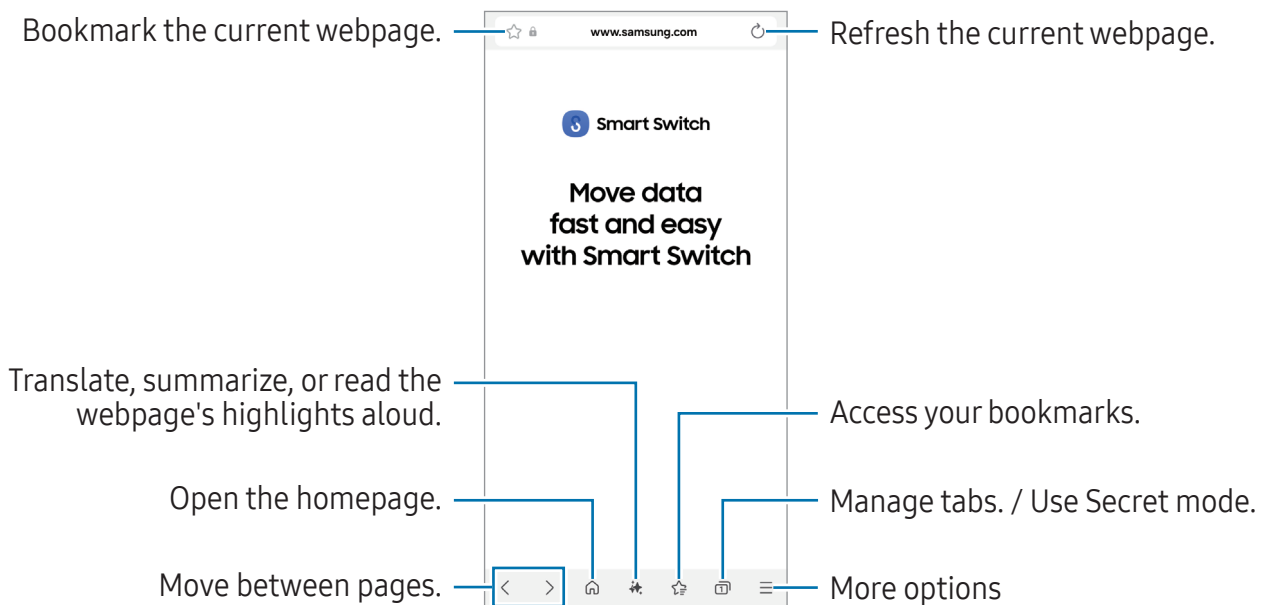 Bookmark the current webpage.
www.samsung.com
Refresh the current webpage.
Smart Switch
Move data
fast and easy
with Smart Switch
Translate, summarize, or read the
webpage's highlights aloud.
Access your bookmarks.
Open the homepage.
Manage tabs. / Use Secret mode.
Move between pages.
1
More options